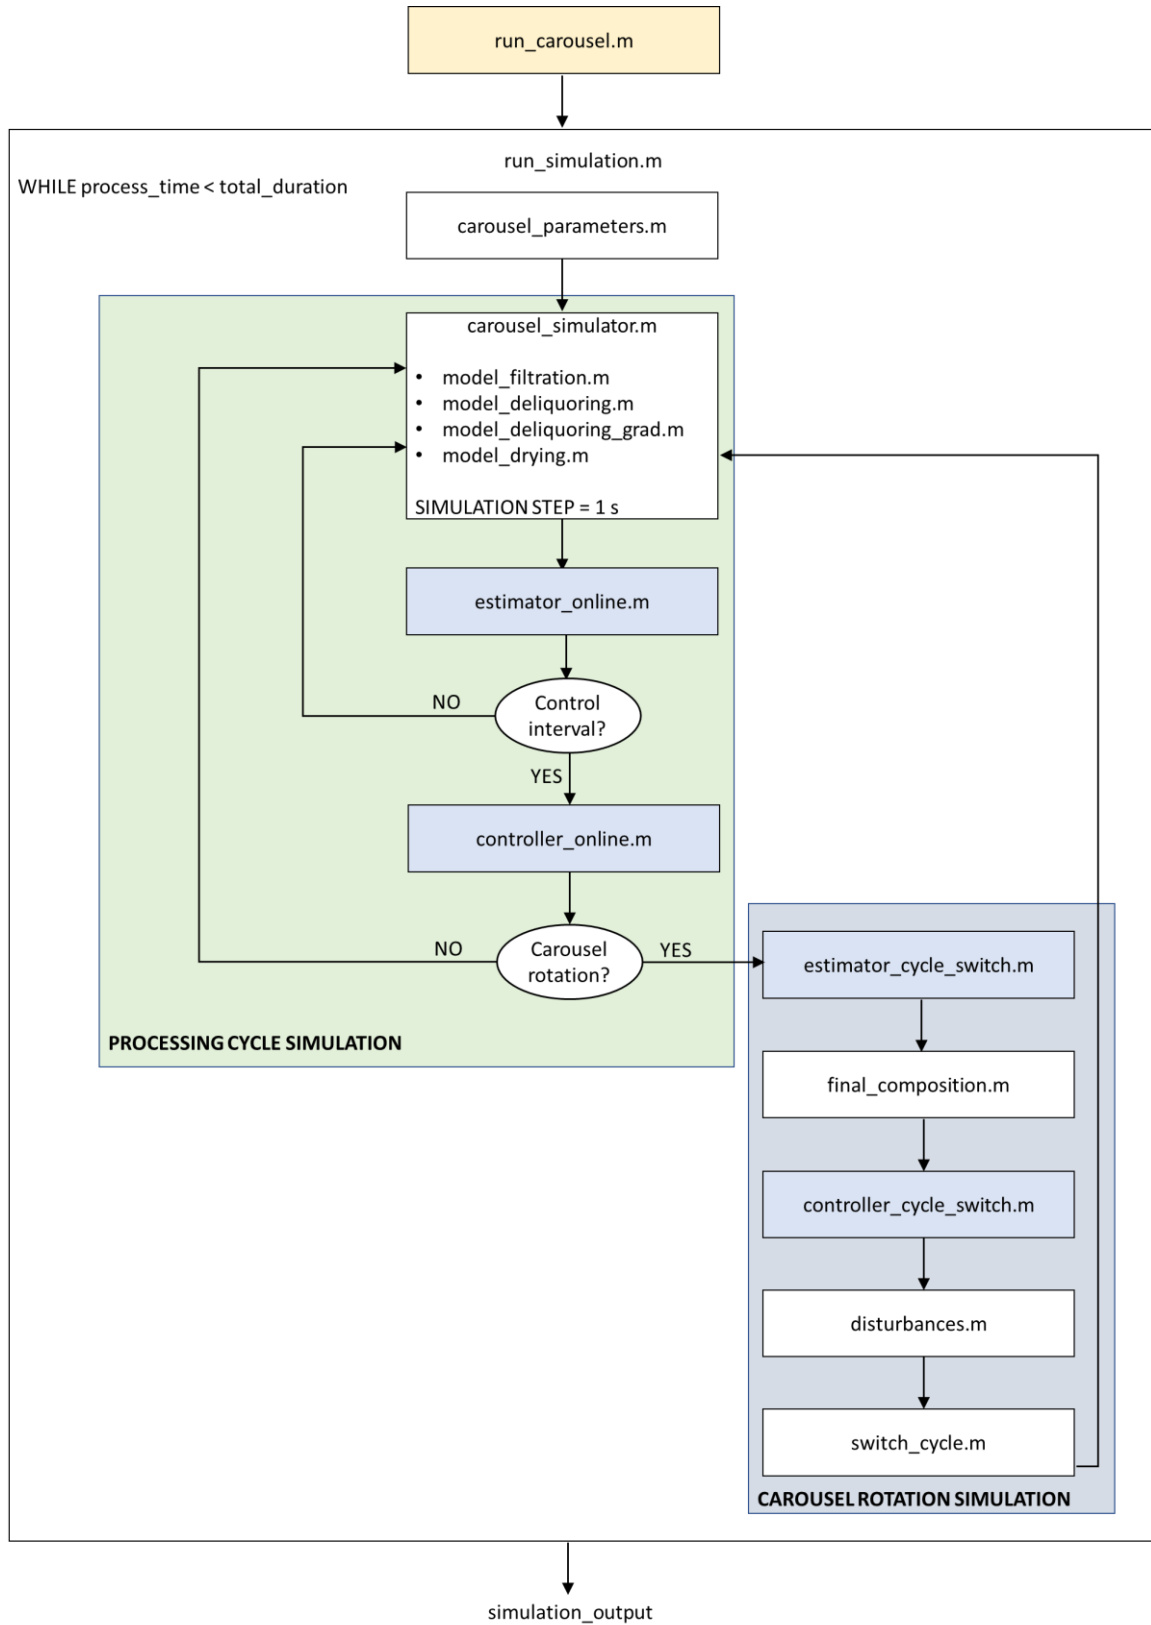 run_carousel.m
run_simulation.m
WHILE process_time < total_duration
carousel_parameters.m
carousel_simulator.m
• model_filtration.m
• model_deliquoring.m
• model_deliquoring_grad.m
• model_drying.m
SIMULATION STEP = 1 s
estimator_online.m
Control
interval?
NO
YES
controller_online.m
Carousel
rotation?
NO
YES
PROCESSING CYCLE SIMULATION
estimator_cycle_switch.m
final_composition.m
controller_cycle_switch.m
disturbances.m
switch_cycle.m
CAROUSEL ROTATION SIMULATION
simulation_output